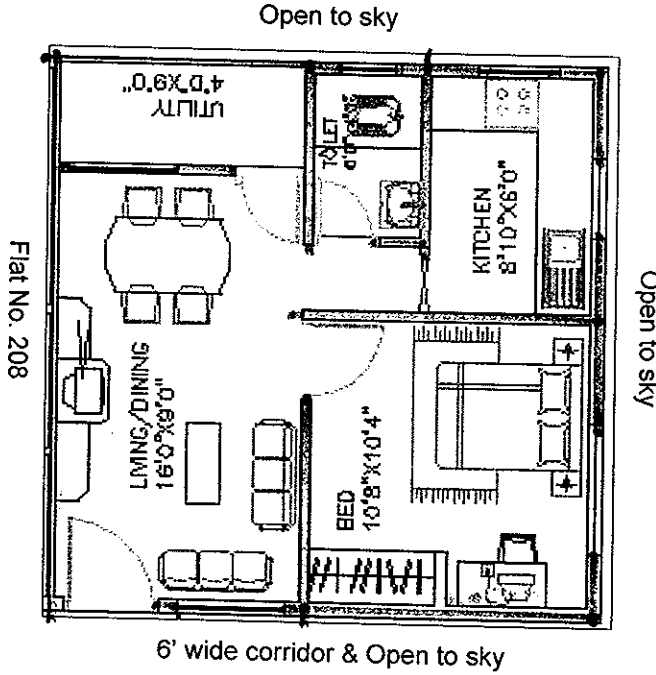 Open to sky
UTILITY
4'0"X9'0"
TOILET
KITCHEN
8'10"X6'0"
Open to sky
Flat No. 208
LIVING/DINING
16'0"X9'0"
BED
10'8"X10'4"
6' wide corridor & Open to sky